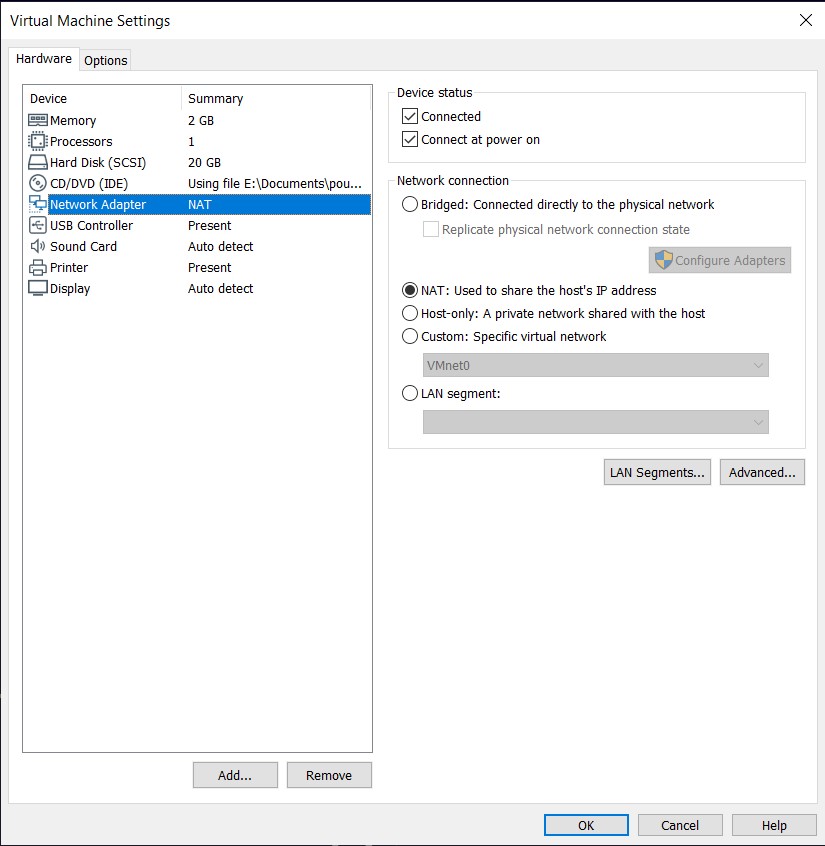 Virtual Machine Settings
Hardware
Options
Device Summary
Memory 2 GB
Processors 1
Hard Disk (SCSI) 20 GB
CD/DVD (IDE) Using file E:\Documents\pou...
Network Adapter NAT
USB Controller Present
Sound Card Auto detect
Printer Present
Display Auto detect
Add...
Remove
Device status
Connected
Connect at power on
Network connection
Bridged: Connected directly to the physical network
Replicate physical network connection state
Configure Adapters
NAT: Used to share the host's IP address
Host-only: A private network shared with the host
Custom: Specific virtual network
VMnet0
LAN segment:
LAN Segments...
Advanced...
OK
Cancel
Help